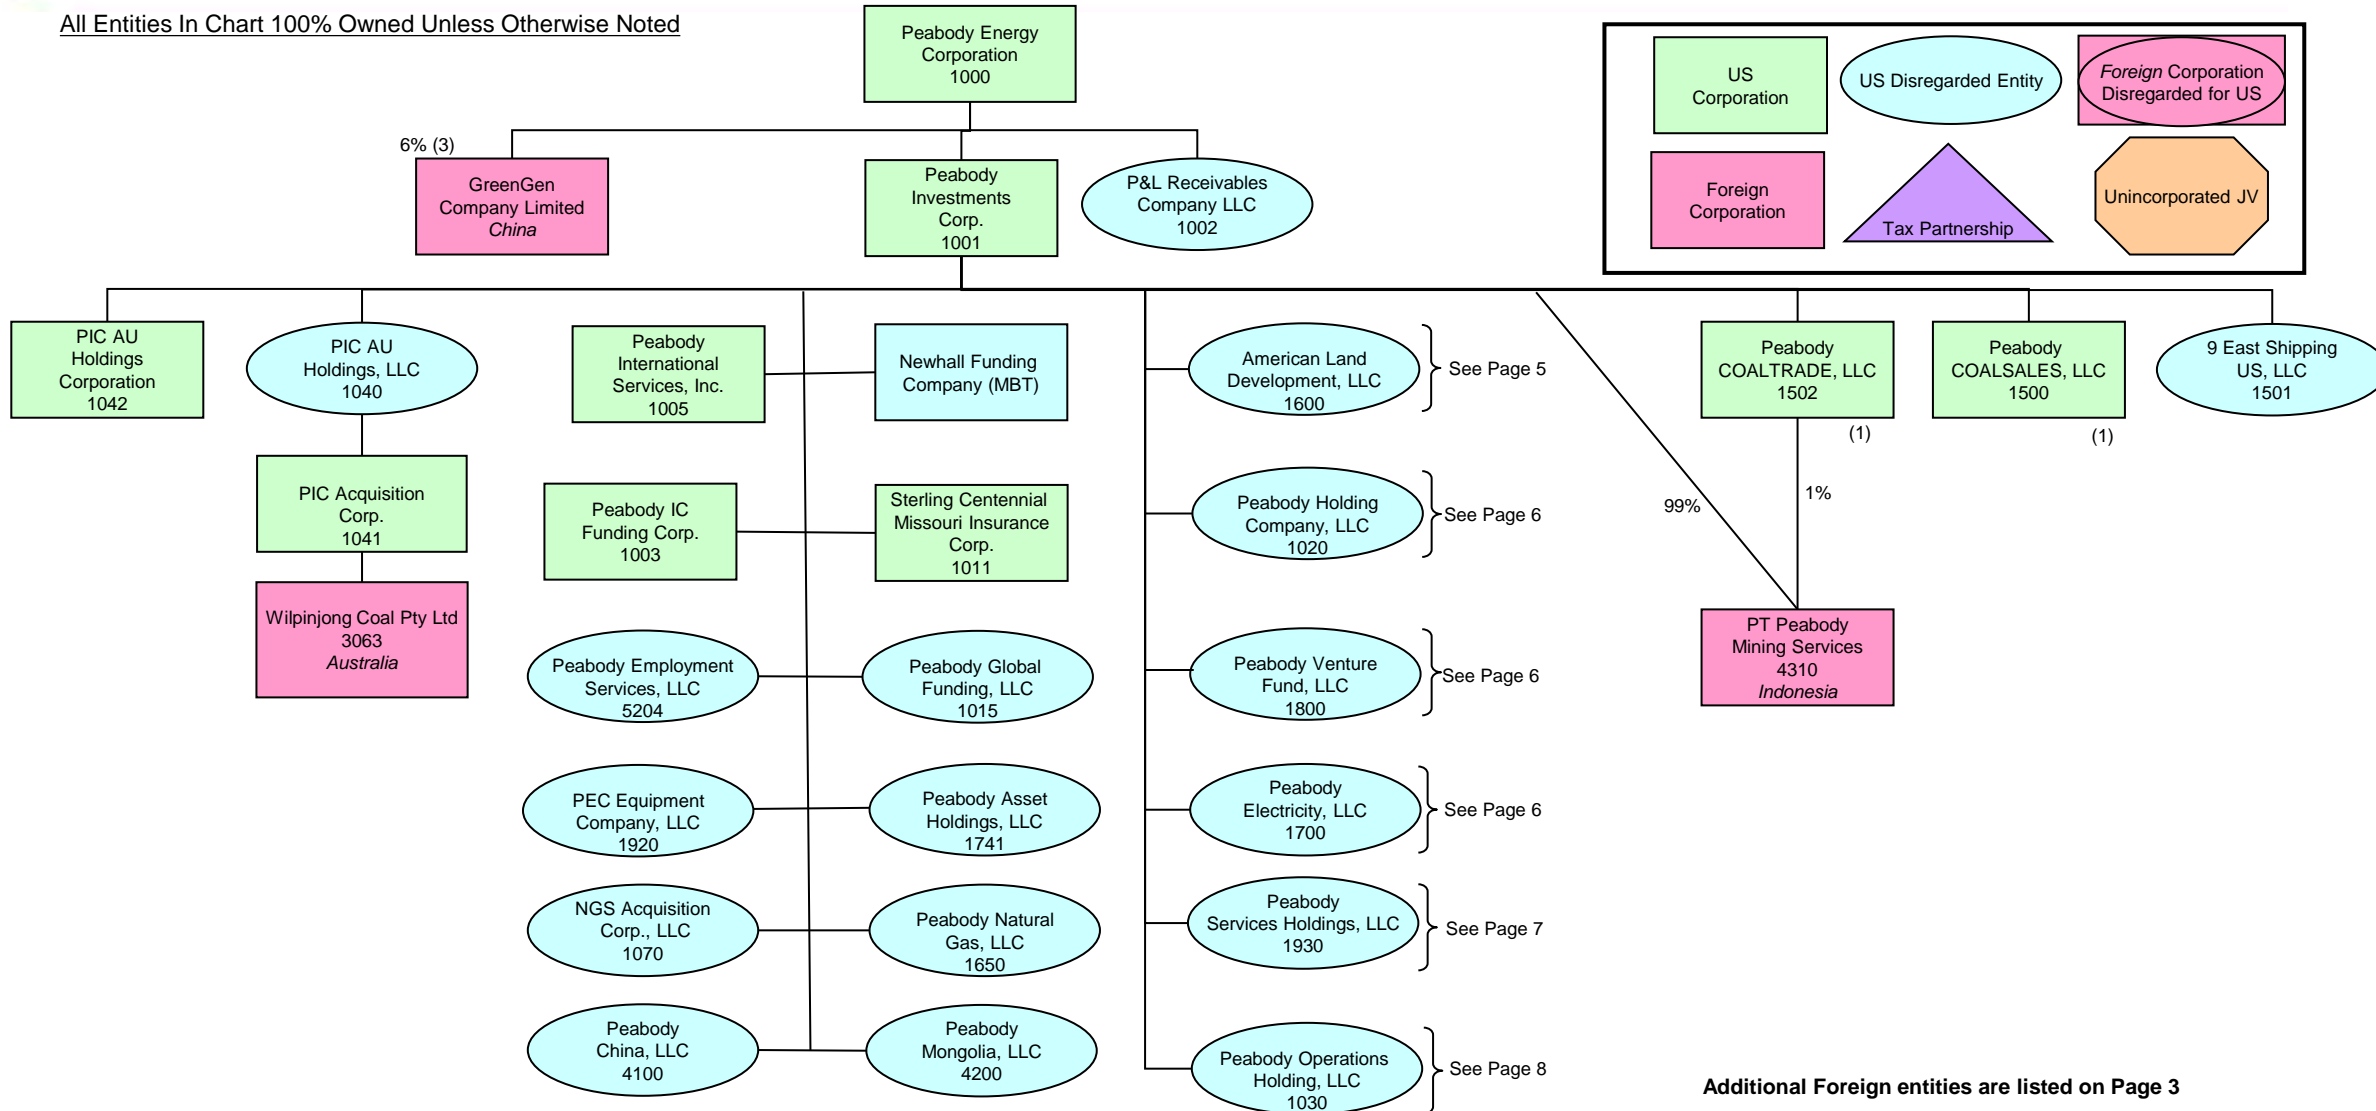 All Entities In Chart 100% Owned Unless Otherwise Noted
Peabody Energy
Corporation
1000
US
Corporation
US Disregarded Entity
Foreign Corporation
Disregarded for US
Foreign
Corporation
Tax Partnership
Unincorporated JV
6% (3)
GreenGen
Company Limited
China
Peabody
Investments
Corp.
1001
P&L Receivables
Company LLC
1002
PIC AU
Holdings
Corporation
1042
PIC AU
Holdings, LLC
1040
Peabody
International
Services, Inc.
1005
Newhall Funding
Company (MBT)
American Land
Development, LLC
1600
See Page 5
Peabody
COALTRADE, LLC
1502
(1)
Peabody
COALSALES, LLC
1500
(1)
9 East Shipping
US, LLC
1501
PIC Acquisition
Corp.
1041
Peabody IC
Funding Corp.
1003
Sterling Centennial
Missouri Insurance
Corp.
1011
Peabody Holding
Company, LLC
1020
See Page 6
99%
1%
Wilpinjong Coal Pty Ltd
3063
Australia
Peabody Employment
Services, LLC
5204
Peabody Global
Funding, LLC
1015
Peabody Venture
Fund, LLC
1800
See Page 6
PT Peabody
Mining Services
4310
Indonesia
PEC Equipment
Company, LLC
1920
Peabody Asset
Holdings, LLC
1741
Peabody
Electricity, LLC
1700
See Page 6
NGS Acquisition
Corp., LLC
1070
Peabody Natural
Gas, LLC
1650
Peabody
Services Holdings, LLC
1930
See Page 7
Peabody
China, LLC
4100
Peabody
Mongolia, LLC
4200
Peabody Operations
Holding, LLC
1030
See Page 8
Additional Foreign entities are listed on Page 3